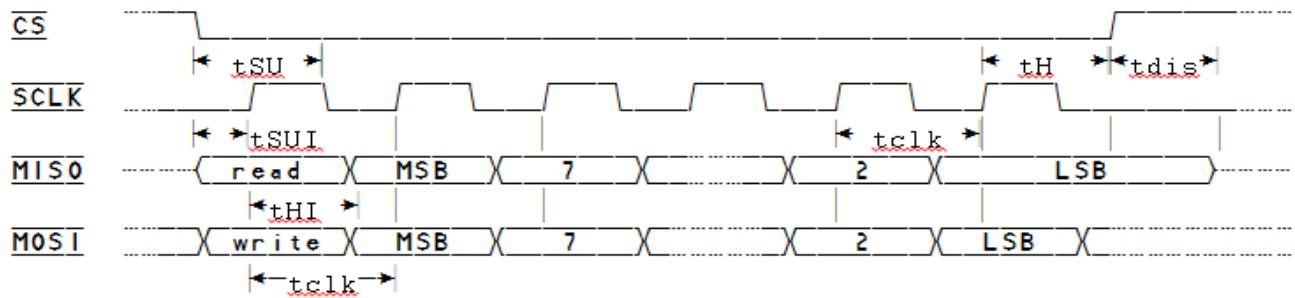 CS
tSU tH tdis
SCLK
tSUI tclk
MISO read MSB 7 2 LSB
tHI
MOSI write MSB 7 2 LSB
tclk